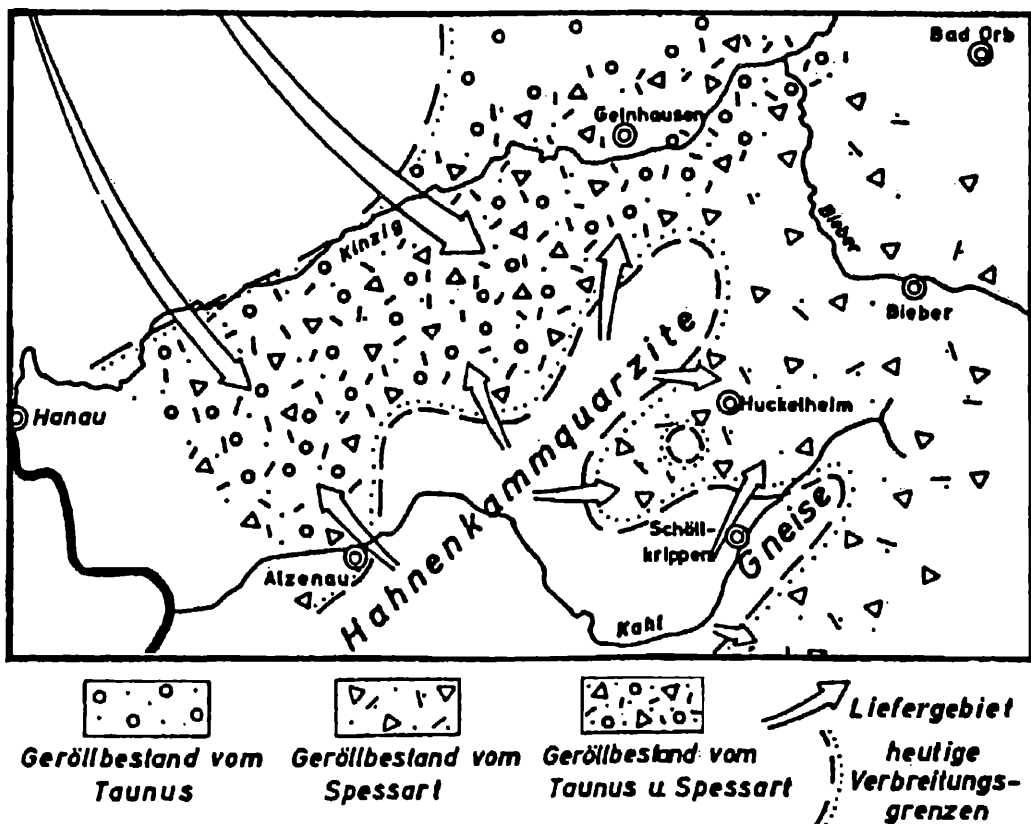 Bad Orb
Gelnhausen
Kinzig
Bieber
Bieber
Hanau
Huckelheim
Hahnenkammquarzite
Schöll-
krippen
Gneise
Alzenau
Kahl
Geröllbestand vom
Taunus
Geröllbestand vom
Spessart
Geröllbestand vom
Taunus u. Spessart
Liefergebiet
heutige
Verbreitungs-
grenzen